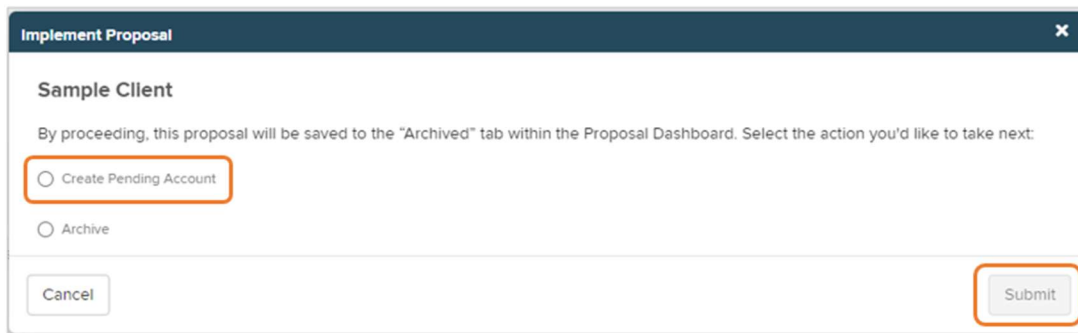 Implement Proposal
Sample Client
By proceeding, this proposal will be saved to the “Archived” tab within the Proposal Dashboard. Select the action you'd like to take next:
Create Pending Account
Archive
Cancel
Submit